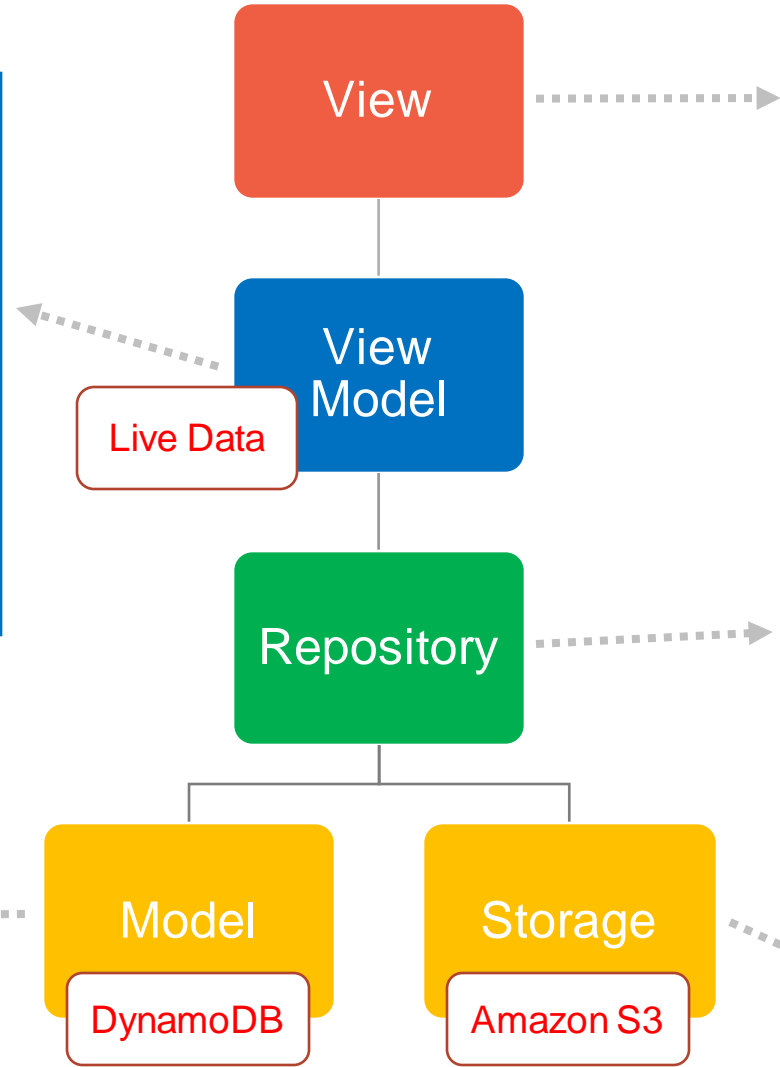 View
View
Model
Live Data
Repository
Model
Storage
DynamoDB
Amazon S3